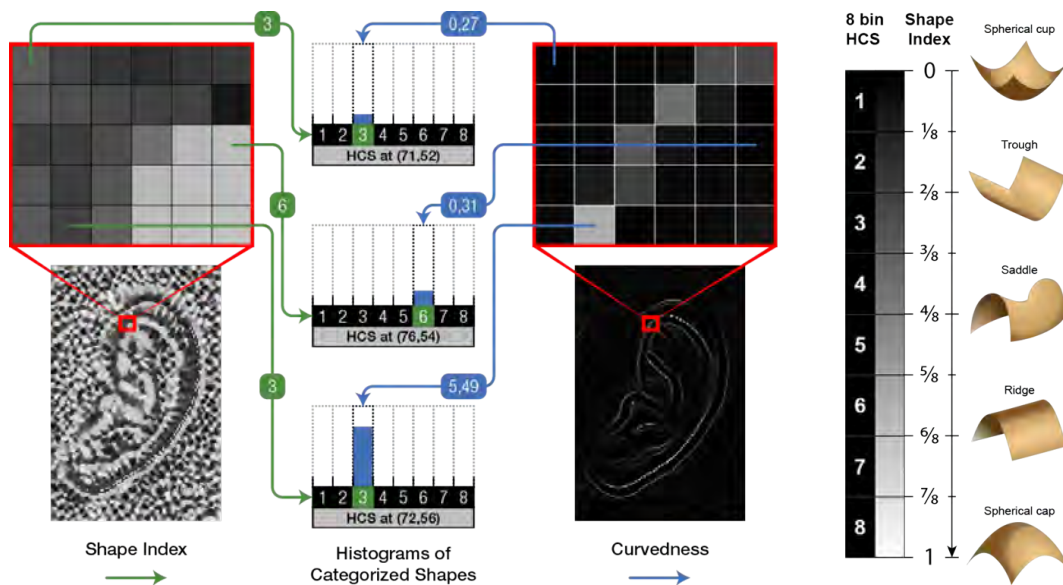 3
0,27
1 2 3 4 5 6 7 8
HCS at (71,52)
6
0,31
1 2 3 4 5 6 7 8
HCS at (76,54)
3
5,49
1 2 3 4 5 6 7 8
HCS at (72,56)
Shape Index
Histograms of
Categorized Shapes
Curvedness
8 bin
HCS
Shape
Index
1
2
3
4
5
6
7
8
0
1/8
2/8
3/8
4/8
5/8
6/8
7/8
1
Spherical cup
Trough
Saddle
Ridge
Spherical cap